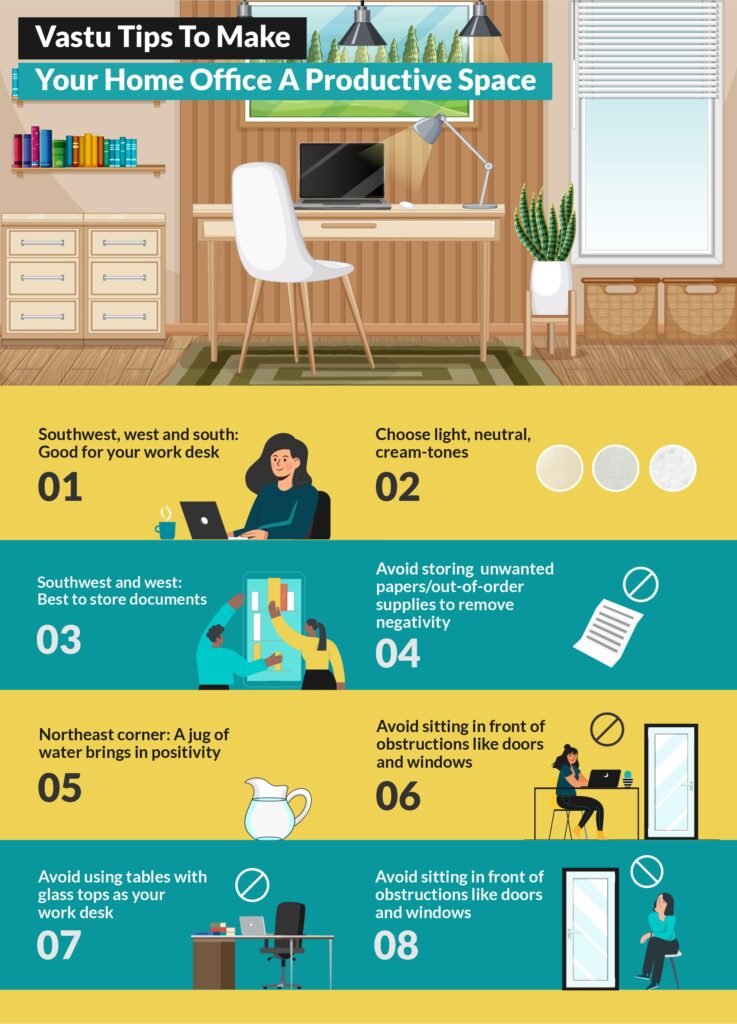 Vastu Tips To Make
Your Home Office A Productive Space
Southwest, west and south:
Good for your work desk
01
Choose light, neutral,
cream-tones
02
Southwest and west:
Best to store documents
03
Avoid storing unwanted
papers/out-of-order
supplies to remove
negativity
04
Northeast corner: A jug of
water brings in positivity
05
Avoid sitting in front of
obstructions like doors
and windows
06
Avoid using tables with
glass tops as your
work desk
07
Avoid sitting in front of
obstructions like doors
and windows
08